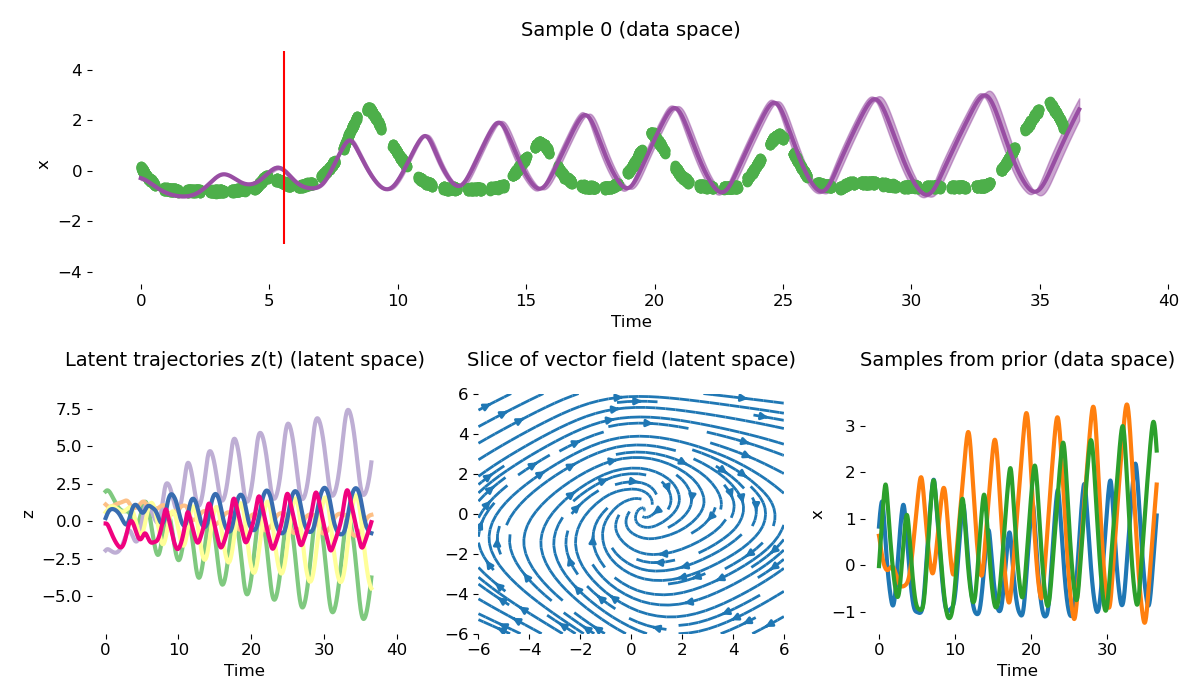 Sample 0 (data space)
4
2
0
−2
−4
x
0 5 10 15 20 25 30 35 40
Time
Latent trajectories z(t) (latent space)
7.5
5.0
2.5
0.0
−2.5
−5.0
z
0 10 20 30 40
Time
Slice of vector field (latent space)
6
4
2
0
−2
−4
−6
−6 −4 −2 0 2 4 6
Samples from prior (data space)
3
2
1
0
−1
x
0 10 20 30
Time